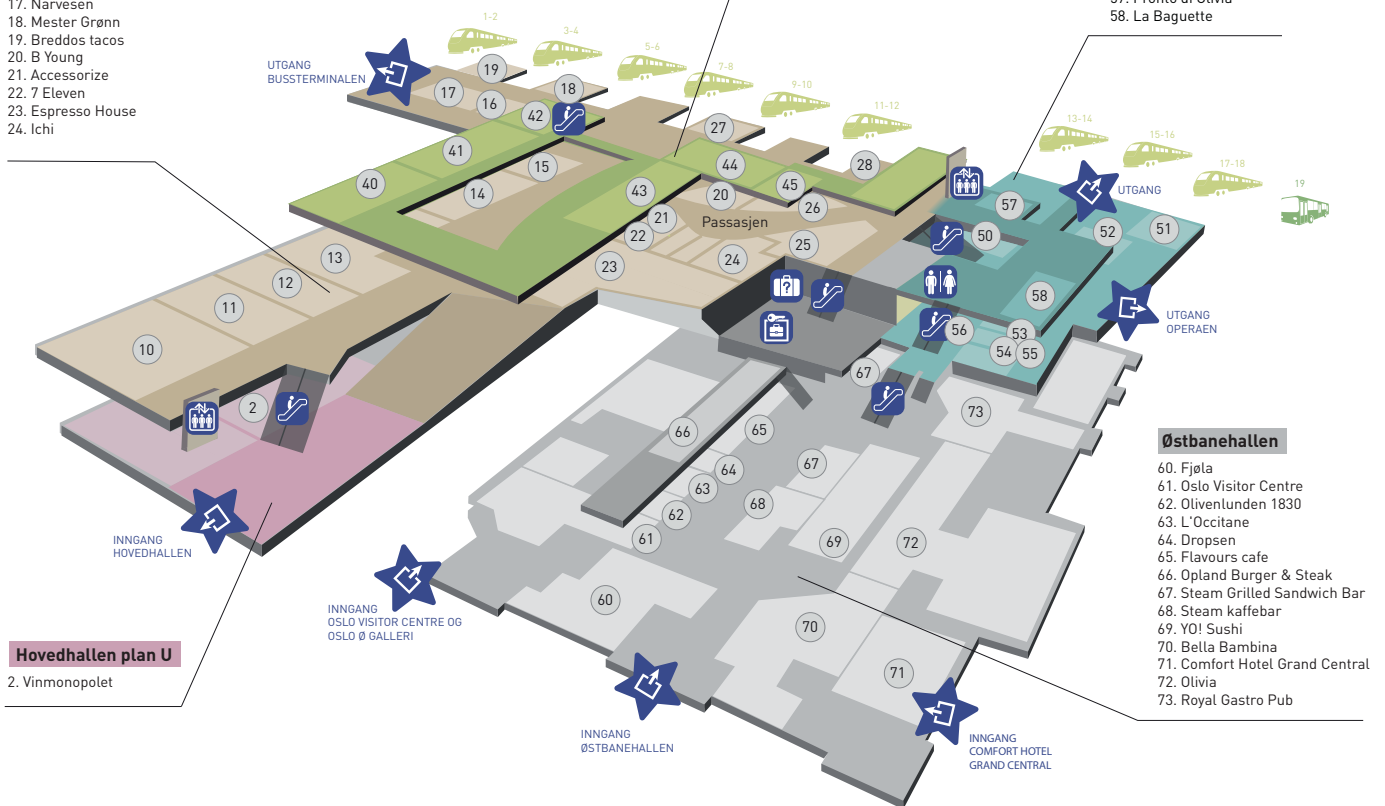 17. Narvesen
18. Mester Grønn
19. Breddos tacos
20. B Young
21. Accessorize
22. 7 Eleven
23. Espresso House
24. Ichi
57. Pronto di Olivia
58. La Baguette
1-2
3-4
5-6
7-8
9-10
11-12
13-14
15-16
17-18
19
UTGANG
BUSSTERMINALEN
UTGANG
UTGANG
OPERAEN
19
17
16
18
42
27
41
15
40
14
44
28
43
20
45
26
21
22
Passasjen
57
50
52
51
13
12
11
10
23
24
25
?
58
56
53
54
55
2
67
73
66
65
64
67
63
62
68
61
69
72
60
70
71
INNGANG
HOVEDHALLEN
INNGANG
OSLO VISITOR CENTRE OG
OSLO Ø GALLERI
INNGANG
ØSTBANEHALLEN
INNGANG
COMFORT HOTEL
GRAND CENTRAL
Hovedhallen plan U
2. Vinmonopolet
Østbanehallen
60. Fjøla
61. Oslo Visitor Centre
62. Olivenlunden 1830
63. L'Occitane
64. Dropsen
65. Flavours cafe
66. Opland Burger & Steak
67. Steam Grilled Sandwich Bar
68. Steam kaffebar
69. YO! Sushi
70. Bella Bambina
71. Comfort Hotel Grand Central
72. Olivia
73. Royal Gastro Pub